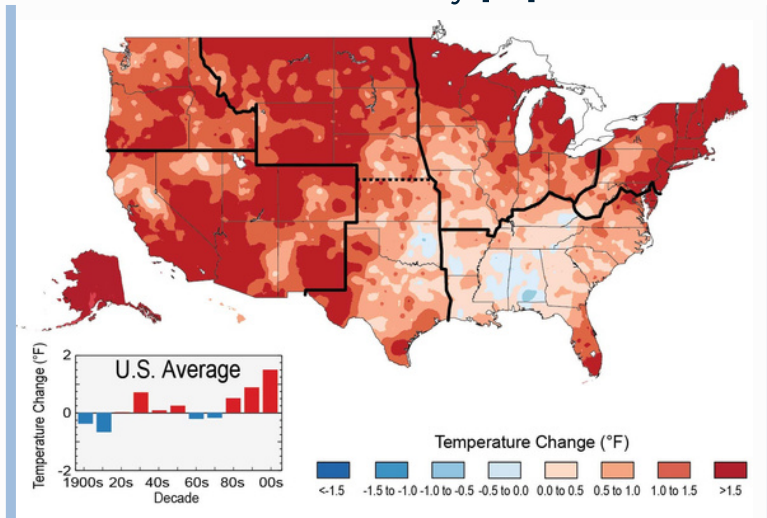 U.S. Average
Temperature Change (°F)
2
0
-2
1900s 20s 40s 60s 80s 00s
Decade
Temperature Change (°F)
<-1.5 -1.5 to -1.0 -1.0 to -0.5 -0.5 to 0.0 0.0 to 0.5 0.5 to 1.0 1.0 to 1.5 >1.5